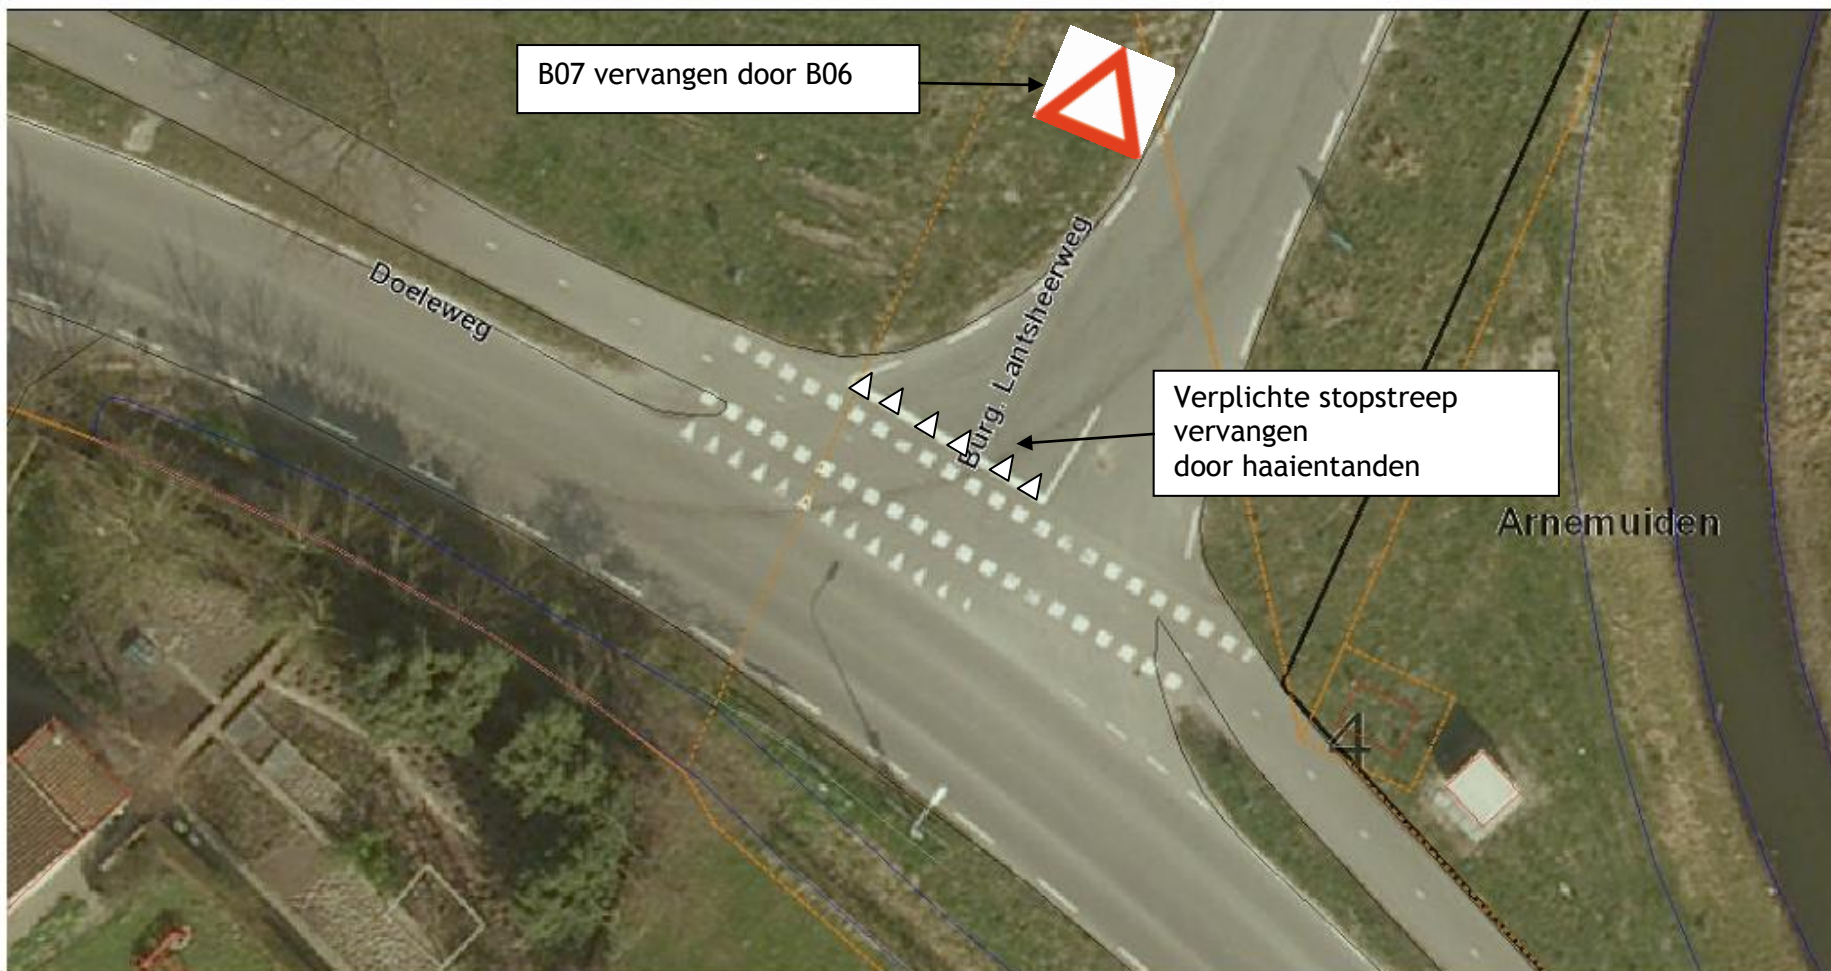 B07 vervangen door B06
Doeleweg
Burg. Lantsheerweg
Verplichte stopstreep
vervangen
door haaientanden
Arnemuiden
4